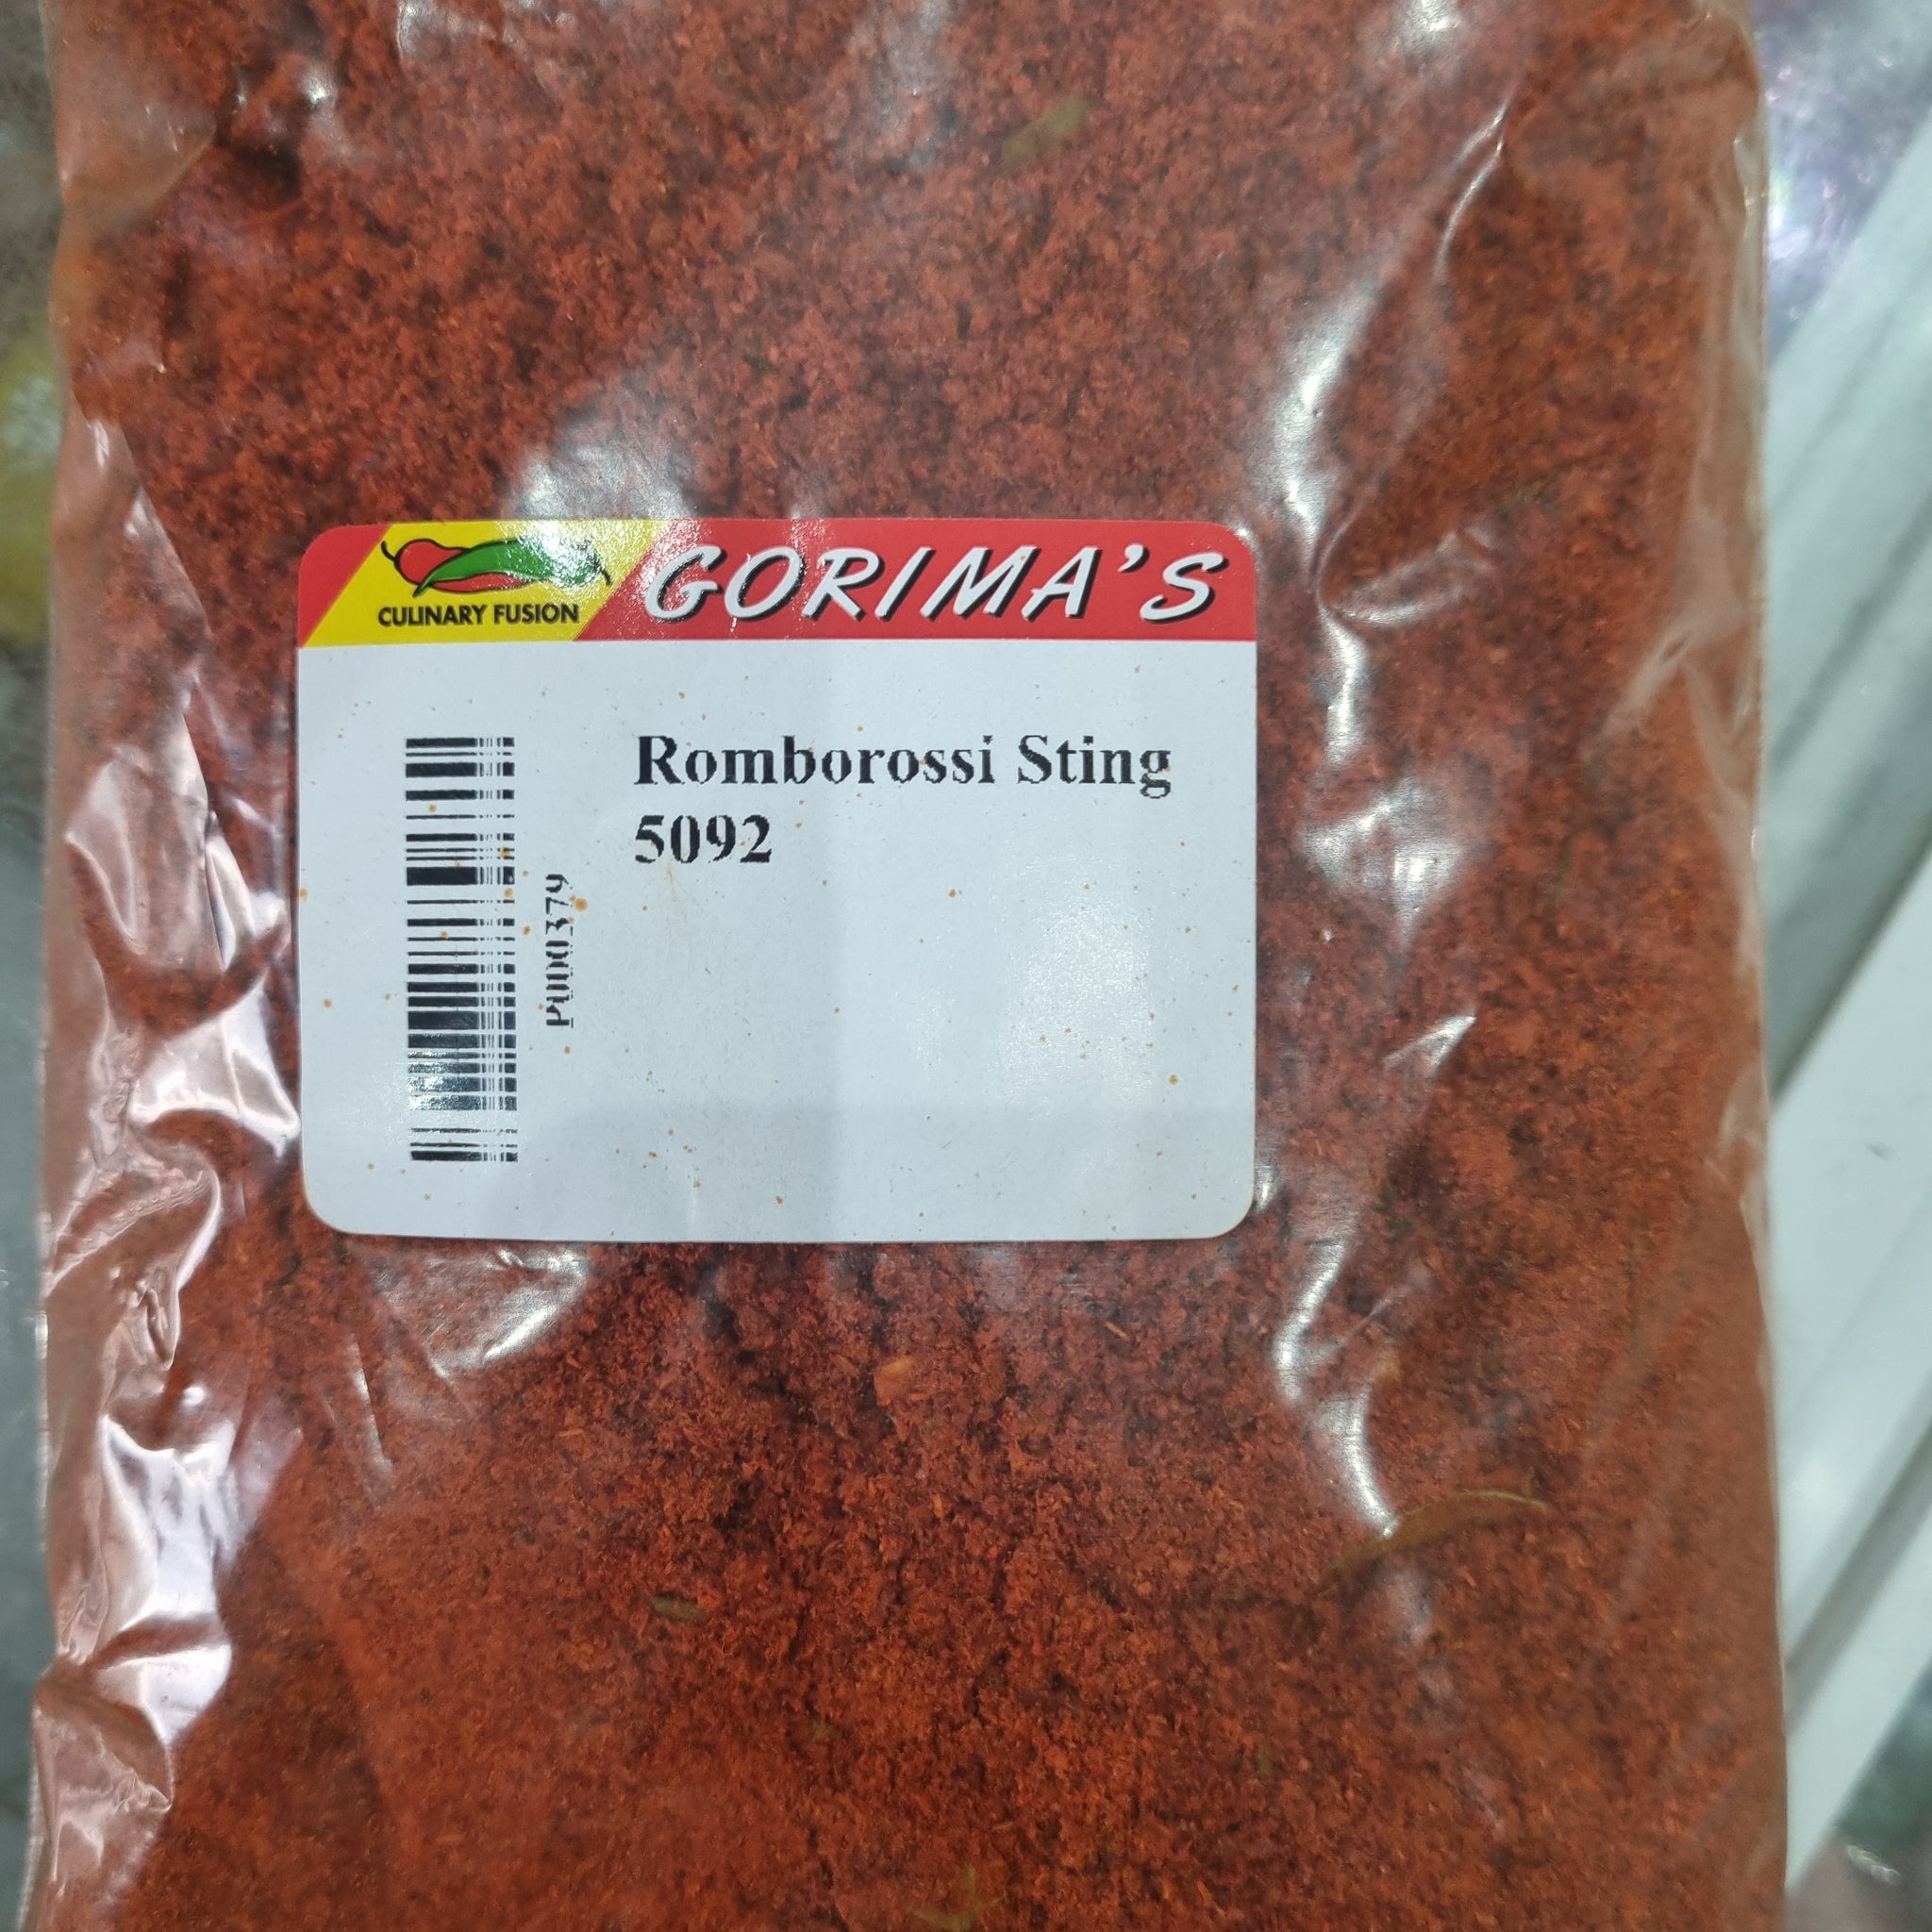 CULINARY FUSION
GORIMA'S
Romborossi Sting
5092
P000379